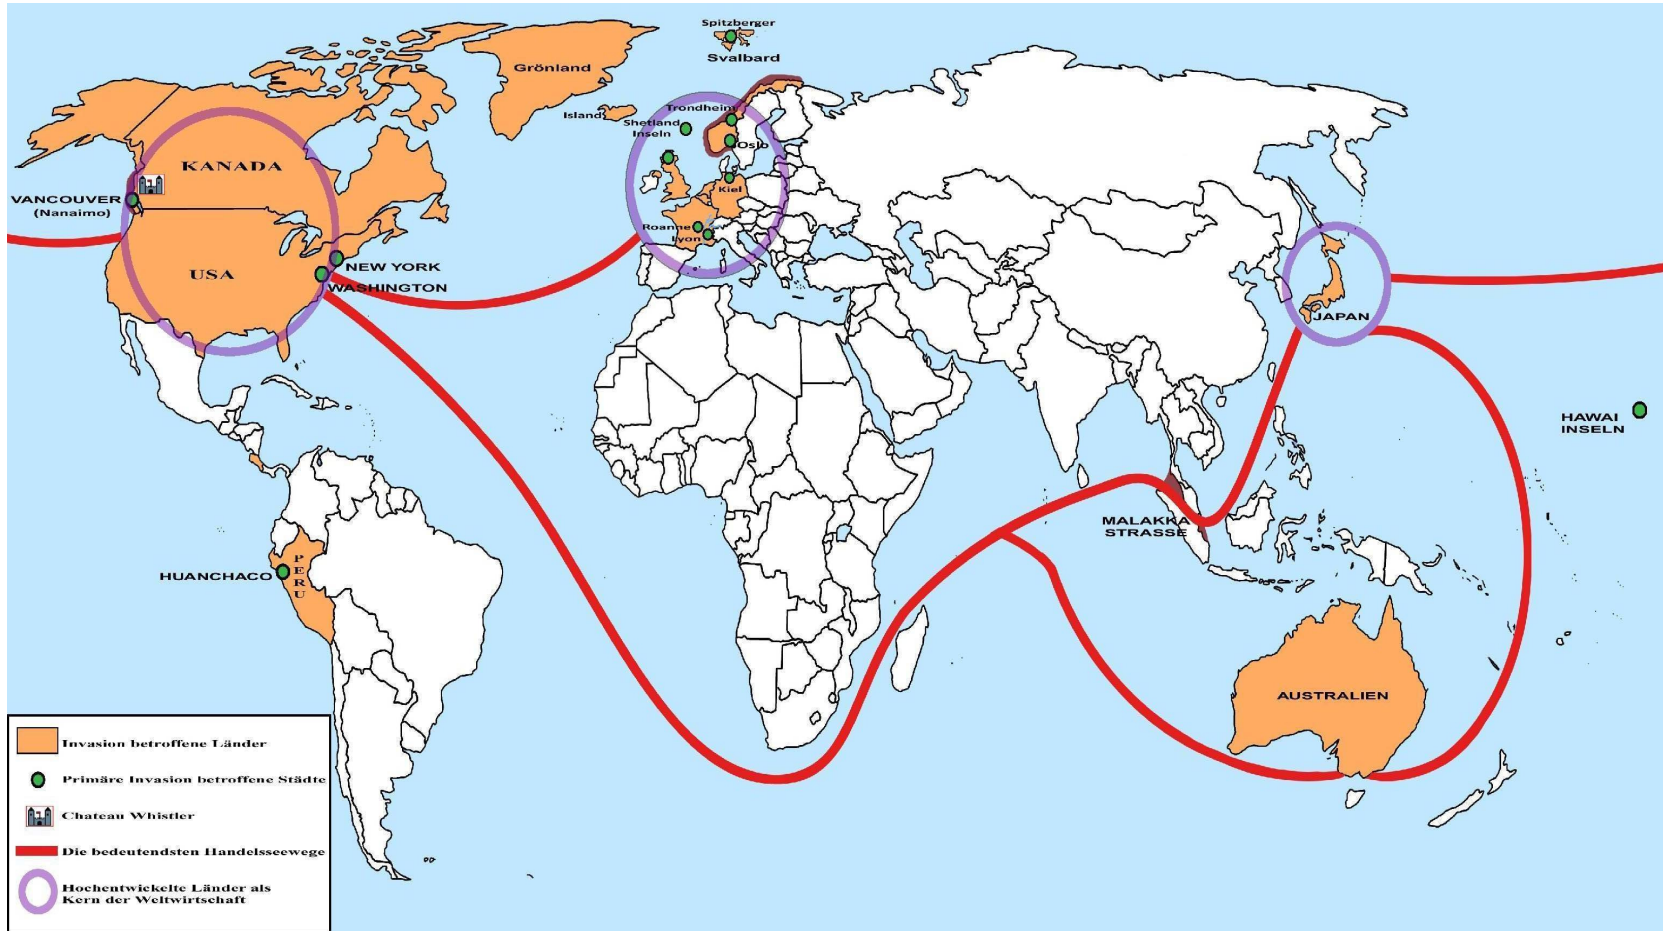 Spitzberger
Svalbard
Grönland
Island
Trondheim
Shetland
Inseln
Oslo
KANADA
Kiel
VANCOUVER
(Nanaimo)
Roanne
Lyon
USA
NEW YORK
WASHINGTON
JAPAN
HAWAI
INSELN
MALAKKA
STRASSE
HUANCHACO
PERU
AUSTRALIEN
Invasion betroffene Länder
Primäre Invasion betroffene Städte
Chateau Whistler
Die bedeutendsten Handelsseewege
Hochentwickelte Länder als
Kern der Weltwirtschaft